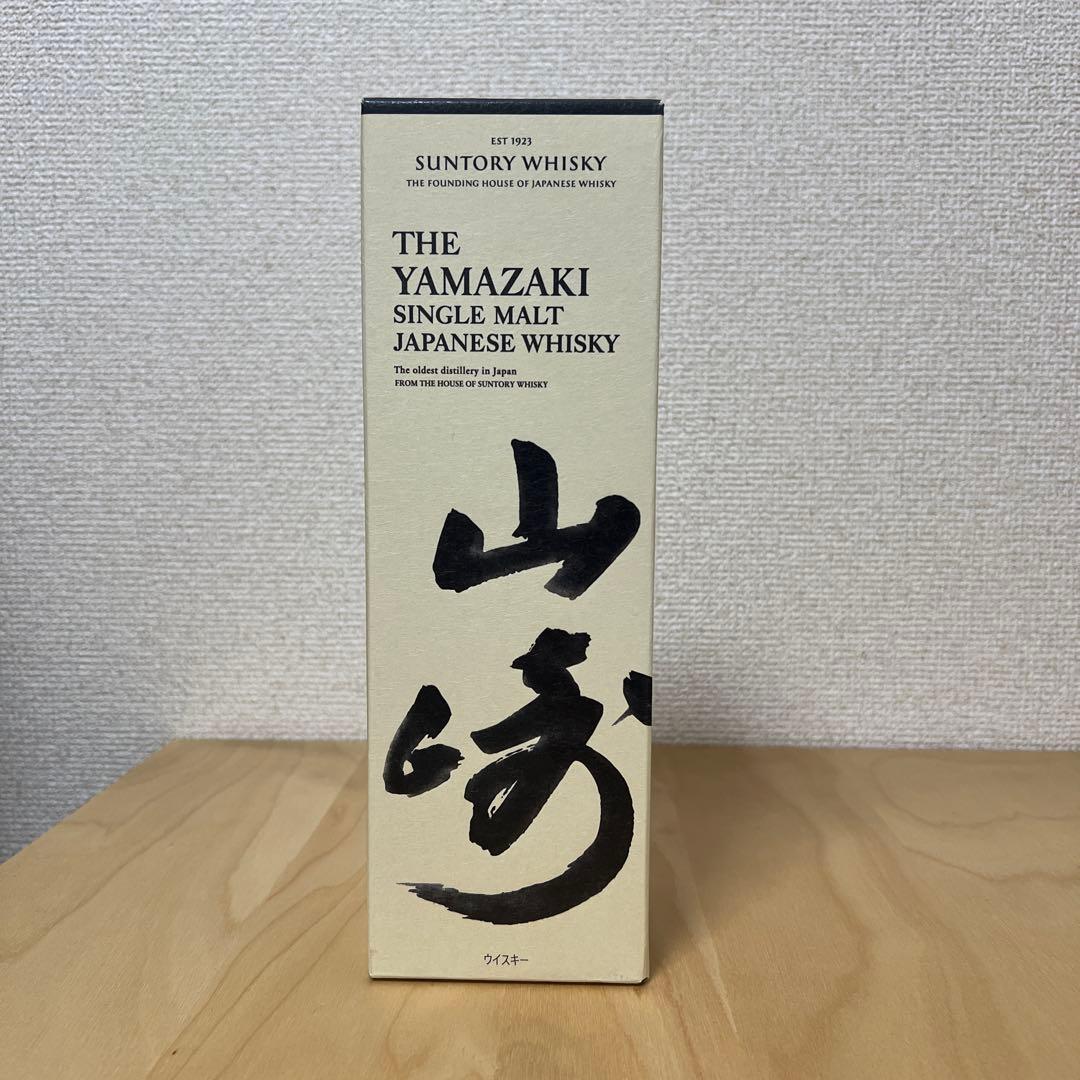 EST 1923
SUNTORY WHISKY
THE FOUNDING HOUSE OF JAPANESE WHISKY
THE
YAMAZAKI
SINGLE MALT
JAPANESE WHISKY
The oldest distillery in Japan
FROM THE HOUSE OF SUNTORY WHISKY
山
崎
ウイスキー